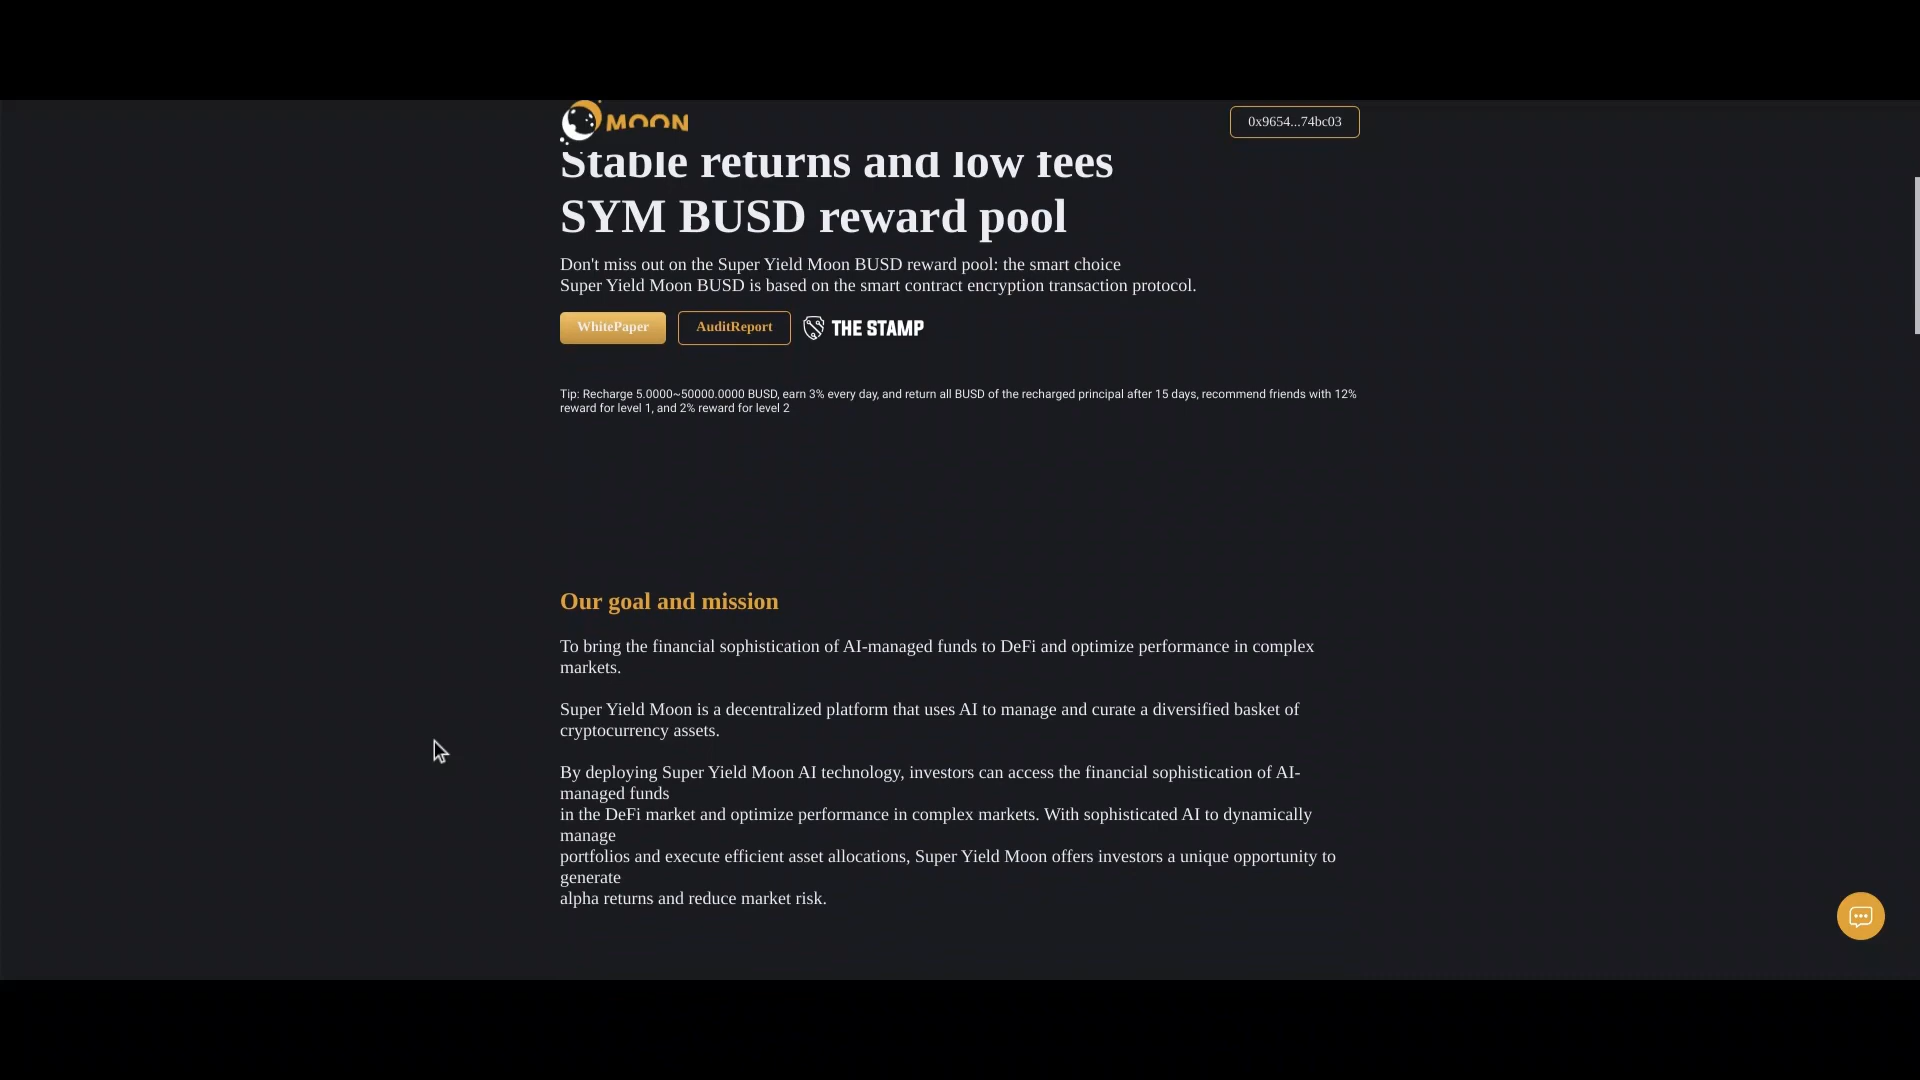 MOON
0x9654...74bc03
Stable returns and low fees
SYM BUSD reward pool
Don't miss out on the Super Yield Moon BUSD reward pool: the smart choice
Super Yield Moon BUSD is based on the smart contract encryption transaction protocol.
WhitePaper
AuditReport
THE STAMP
Tip: Recharge 5.0000~50000.0000 BUSD, earn 3% every day, and return all BUSD of the recharged principal after 15 days, recommend friends with 12%
reward for level 1, and 2% reward for level 2
Our goal and mission
To bring the financial sophistication of AI-managed funds to DeFi and optimize performance in complex
markets.
Super Yield Moon is a decentralized platform that uses AI to manage and curate a diversified basket of
cryptocurrency assets.
By deploying Super Yield Moon AI technology, investors can access the financial sophistication of AI-
managed funds
in the DeFi market and optimize performance in complex markets. With sophisticated AI to dynamically
manage
portfolios and execute efficient asset allocations, Super Yield Moon offers investors a unique opportunity to
generate
alpha returns and reduce market risk.